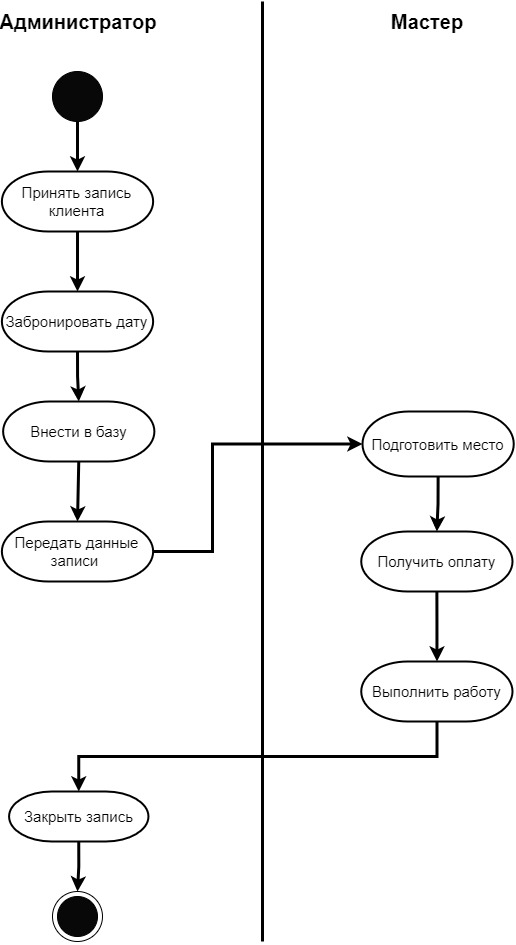 Администратор
Мастер
Принять запись
клиента
Забронировать дату
Внести в базу
Подготовить место
Передать данные
записи
Получить оплату
Выполнить работу
Закрыть запись